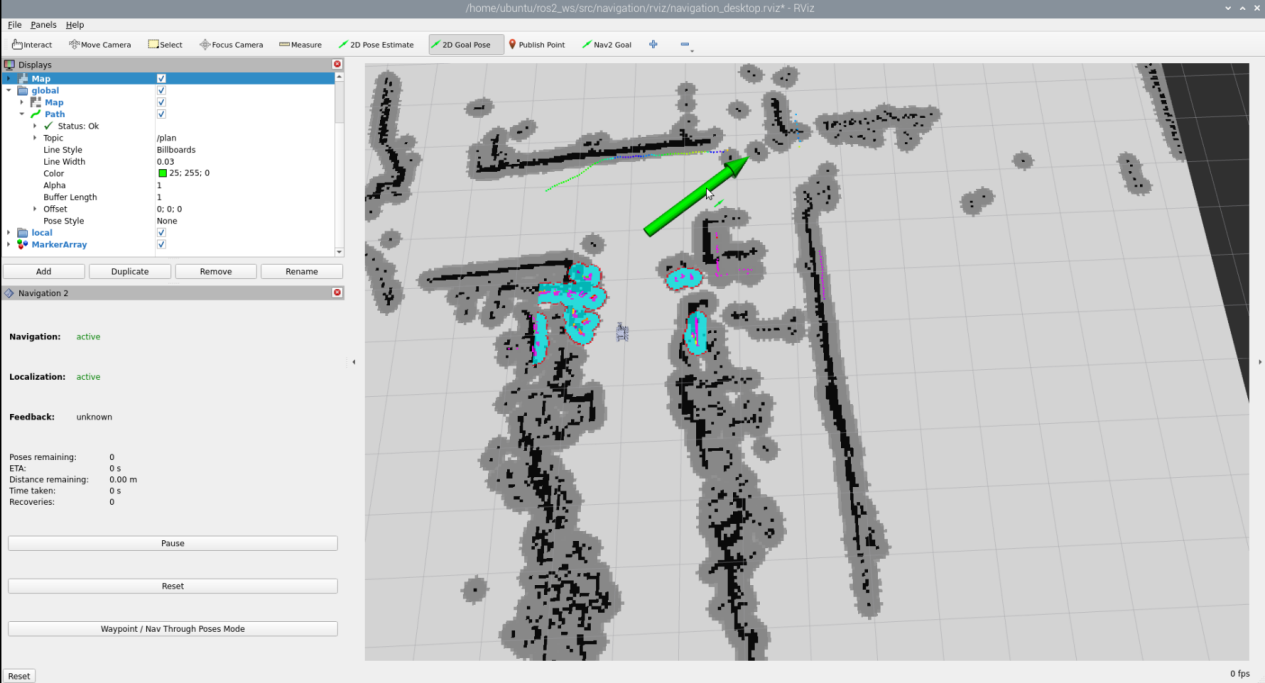 /home/ubuntu/ros2_ws/src/navigation/rviz/navigation_desktop.rviz* - RViz
File Panels Help
Interact Move Camera Select Focus Camera Measure 2D Pose Estimate 2D Goal Pose Publish Point Nav2 Goal
Displays
Map
global
Map
Path
Status: Ok
Topic /plan
Line Style Billboards
Line Width 0.03
Color 25; 255; 0
Alpha 1
Buffer Length 1
Offset 0; 0; 0
Pose Style None
local
MarkerArray
Add Duplicate Remove Rename
Navigation 2
Navigation: active
Localization: active
Feedback: unknown
Poses remaining: 0
ETA: 0 s
Distance remaining: 0.00 m
Time taken: 0 s
Recoveries: 0
Pause
Reset
Waypoint / Nav Through Poses Mode
Reset 0 fps